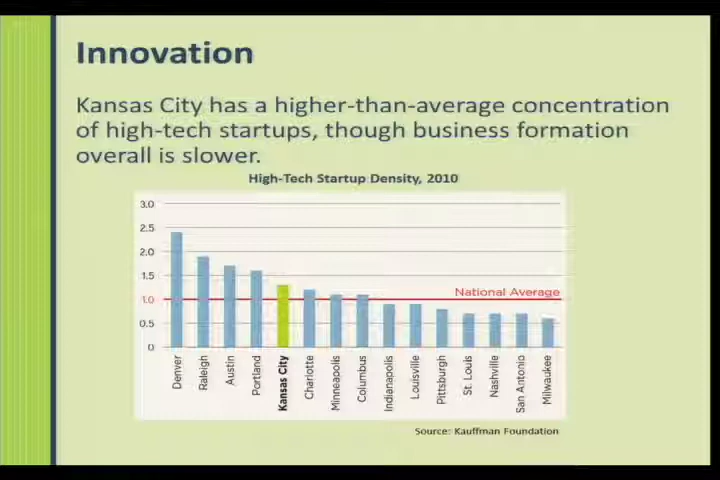 Innovation
Kansas City has a higher-than-average concentration
of high-tech startups, though business formation
overall is slower.
High-Tech Startup Density, 2010
3.0
2.5
2.0
1.5
1.0
0.5
0
National Average
Denver
Raleigh
Austin
Portland
Kansas City
Charlotte
Minneapolis
Columbus
Indianapolis
Louisville
Pittsburgh
St. Louis
Nashville
San Antonio
Milwaukee
Source: Kauffman Foundation